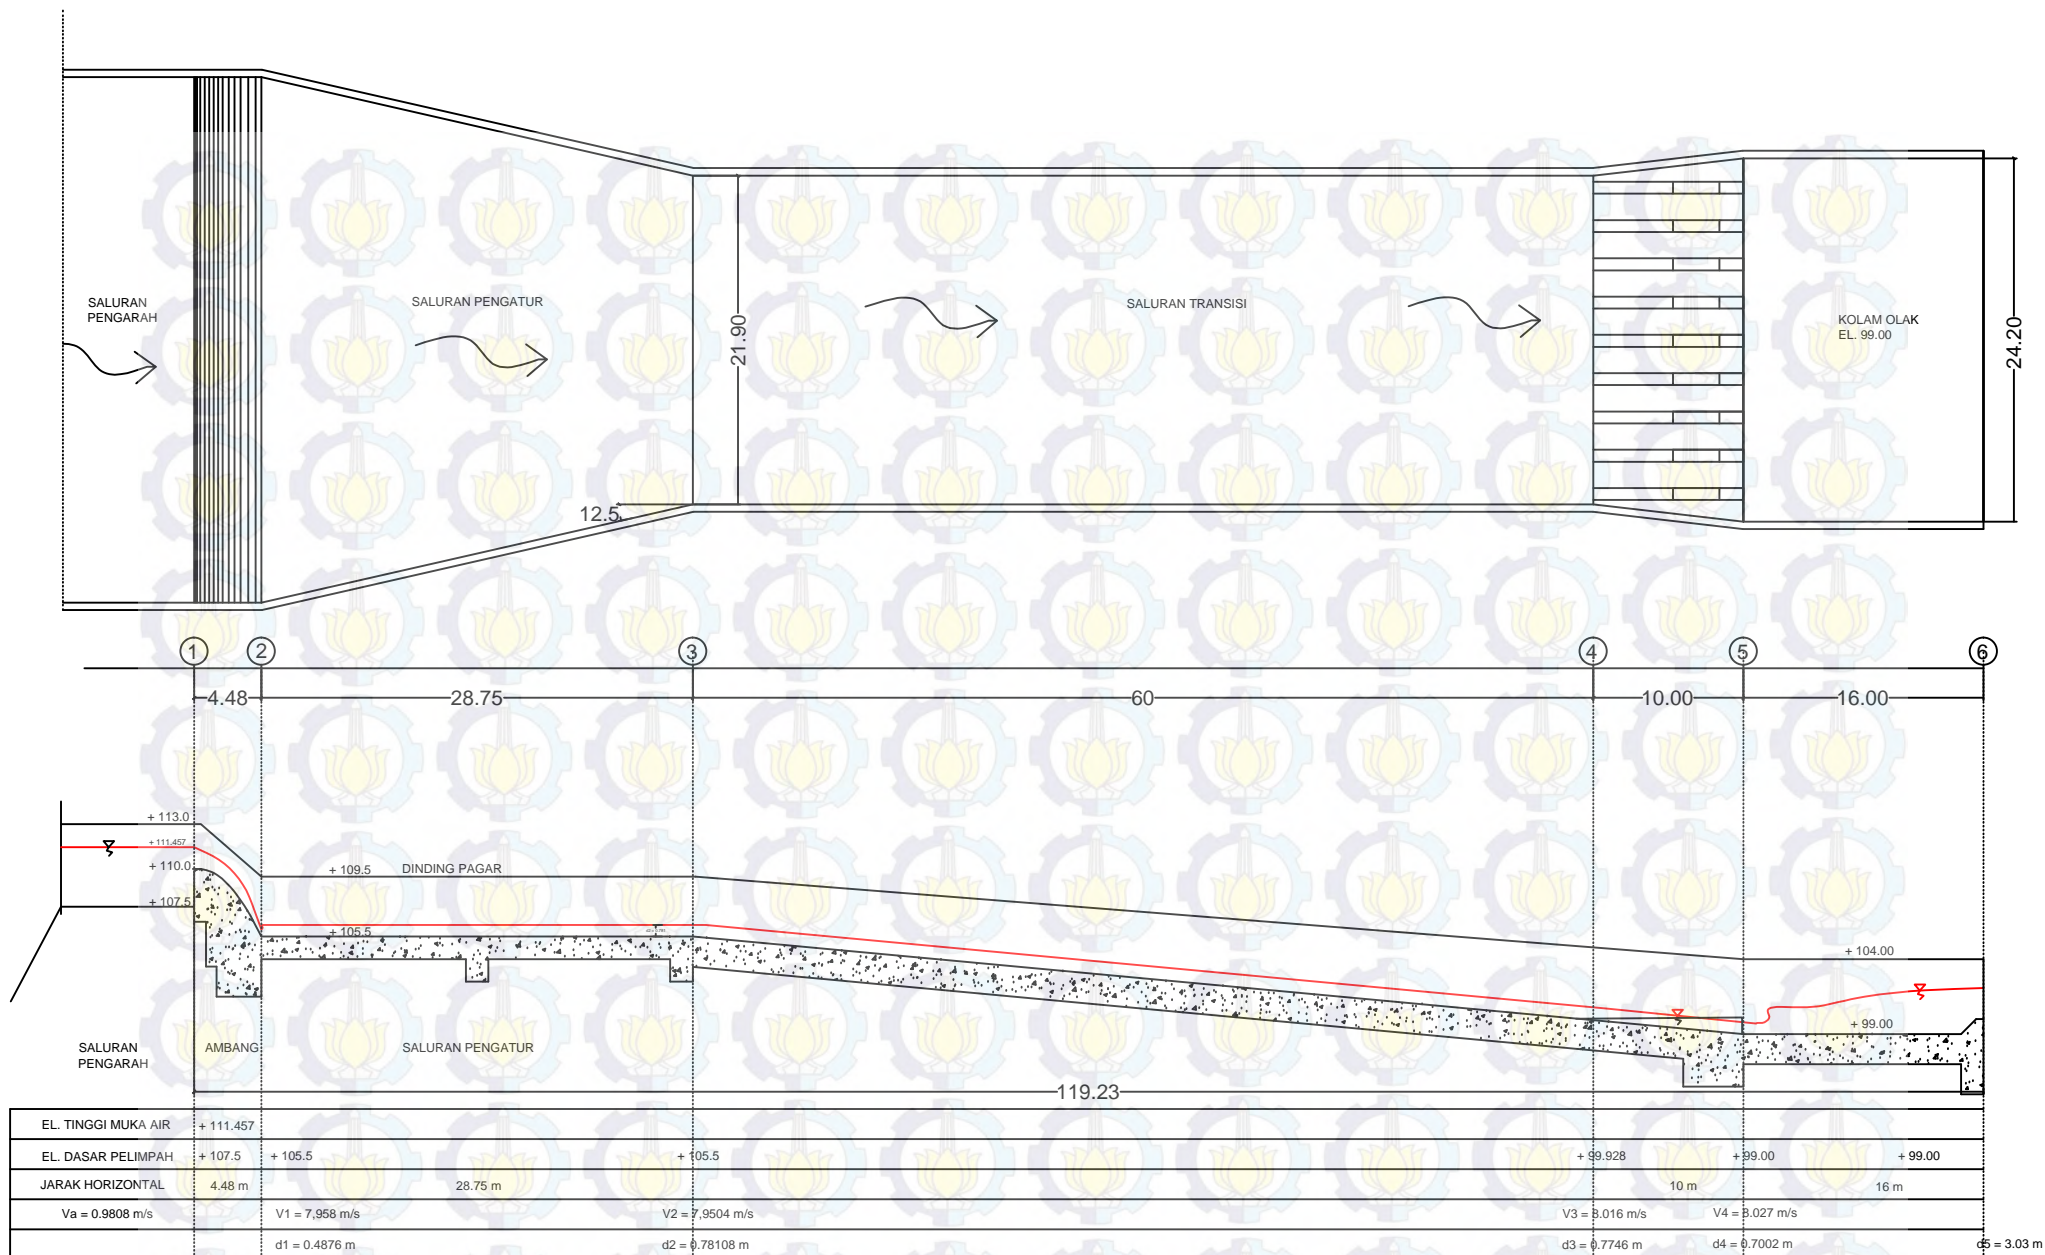 SALURAN
PENGARAH
SALURAN PENGATUR
SALURAN TRANSISI
KOLAM OLAK
EL. 99.00
21.90
24.20
12.5
1 2 3 4 5 6
4.48 28.75 60 10.00 16.00
+ 113.0
+ 111.457
+ 110.0
+ 107.5
+ 109.5 DINDING PAGAR
+ 105.5
+ 104.00
+ 99.00
SALURAN
PENGARAH
AMBANG
SALURAN PENGATUR
119.23
EL. TINGGI MUKA AIR + 111.457
EL. DASAR PELIMPAH + 107.5 + 105.5 + 105.5 + 99.928 + 99.00 + 99.00
JARAK HORIZONTAL 4.48 m 28.75 m 10 m 16 m
Va = 0.9808 m/s V1 = 7,958 m/s V2 = 7,9504 m/s V3 = 8.016 m/s V4 = 8.027 m/s
d1 = 0.4876 m d2 = 0.78108 m d3 = 0.7746 m d4 = 0.7002 m d5 = 3.03 m